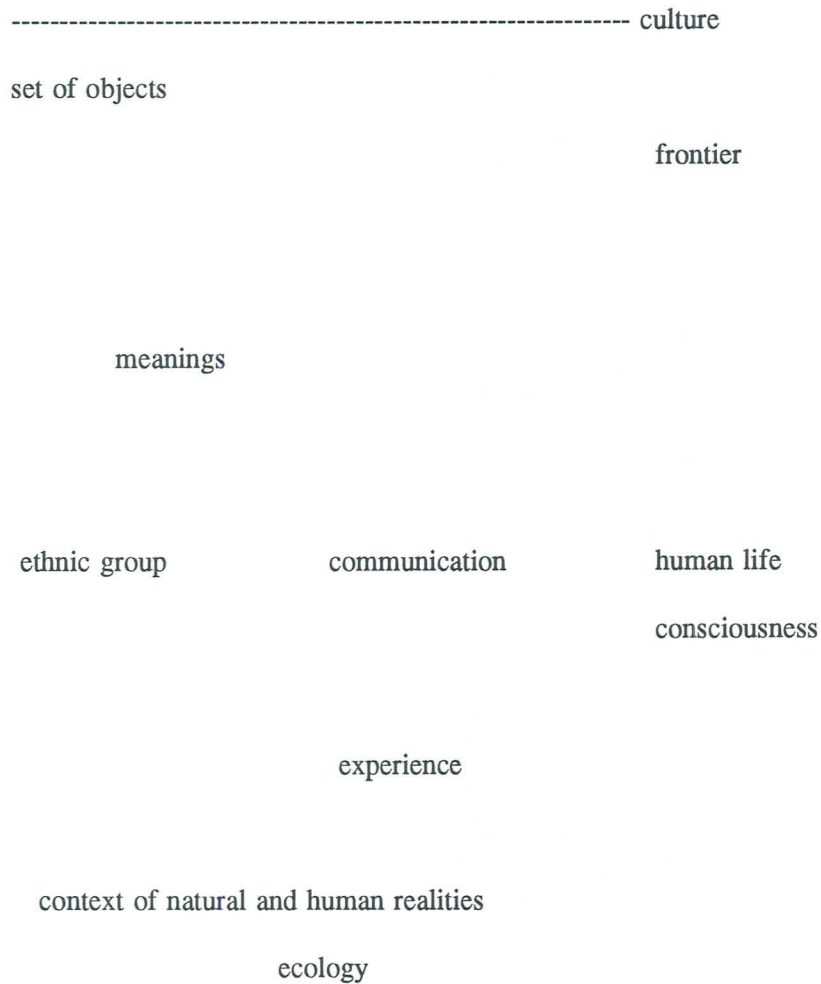 ----------------------------------------------------------------- culture
set of objects
frontier
meanings
ethnic group communication human life
consciousness
experience
context of natural and human realities
ecology